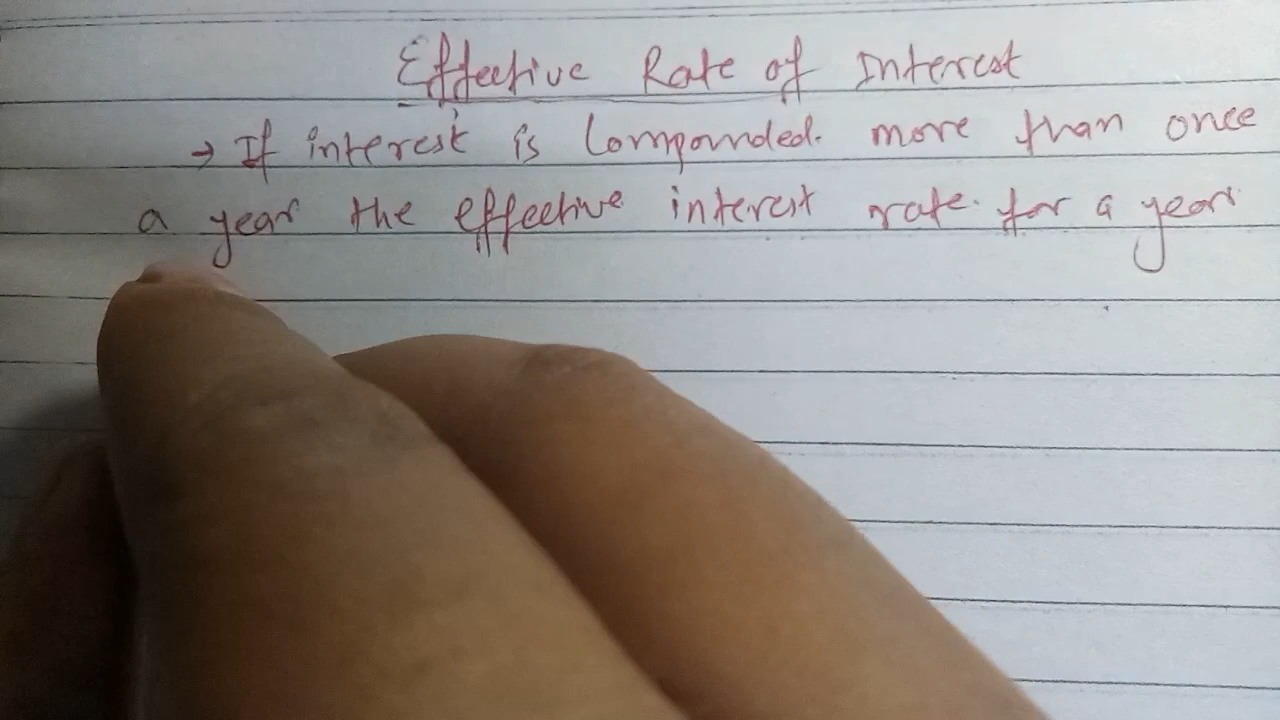 Effective Rate of Interest
→ If interest is Compounded. more than once
a year the effective interest rate. for a year